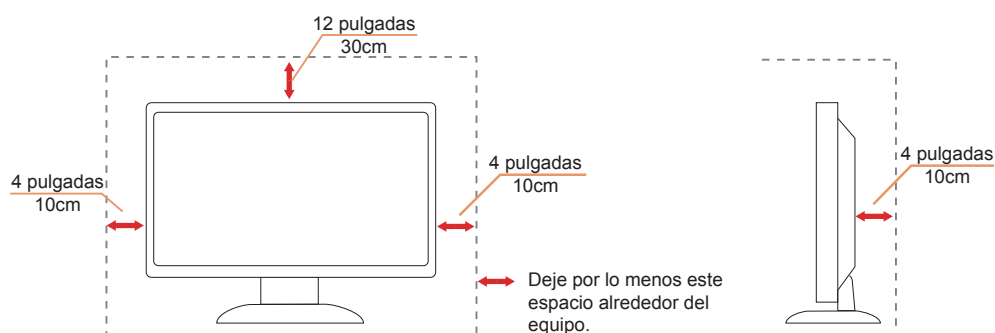 12 pulgadas
30cm
4 pulgadas
10cm
4 pulgadas
10cm
4 pulgadas
10cm
Deje por lo menos este
espacio alrededor del
equipo.